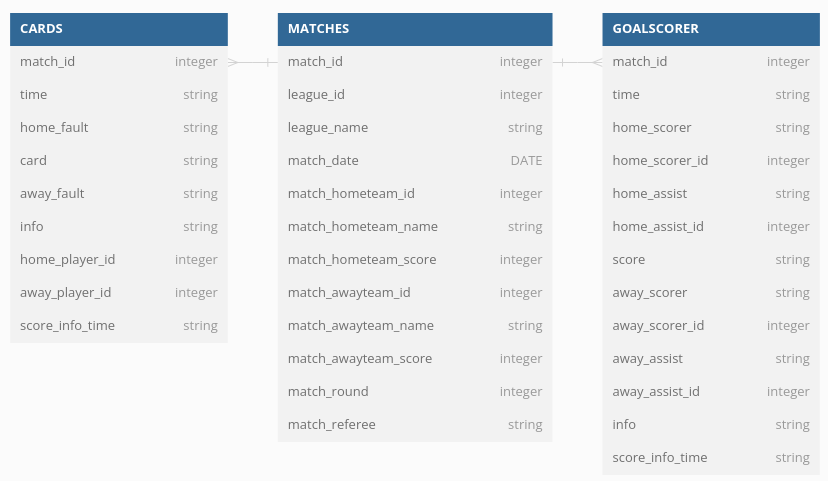 CARDS
match_id integer
time string
home_fault string
card string
away_fault string
info string
home_player_id integer
away_player_id integer
score_info_time string
MATCHES
match_id integer
league_id integer
league_name string
match_date DATE
match_hometeam_id integer
match_hometeam_name string
match_hometeam_score integer
match_awayteam_id integer
match_awayteam_name string
match_awayteam_score integer
match_round integer
match_referee string
GOALSCORER
match_id integer
time string
home_scorer string
home_scorer_id integer
home_assist string
home_assist_id integer
score string
away_scorer string
away_scorer_id integer
away_assist string
away_assist_id integer
info string
score_info_time string